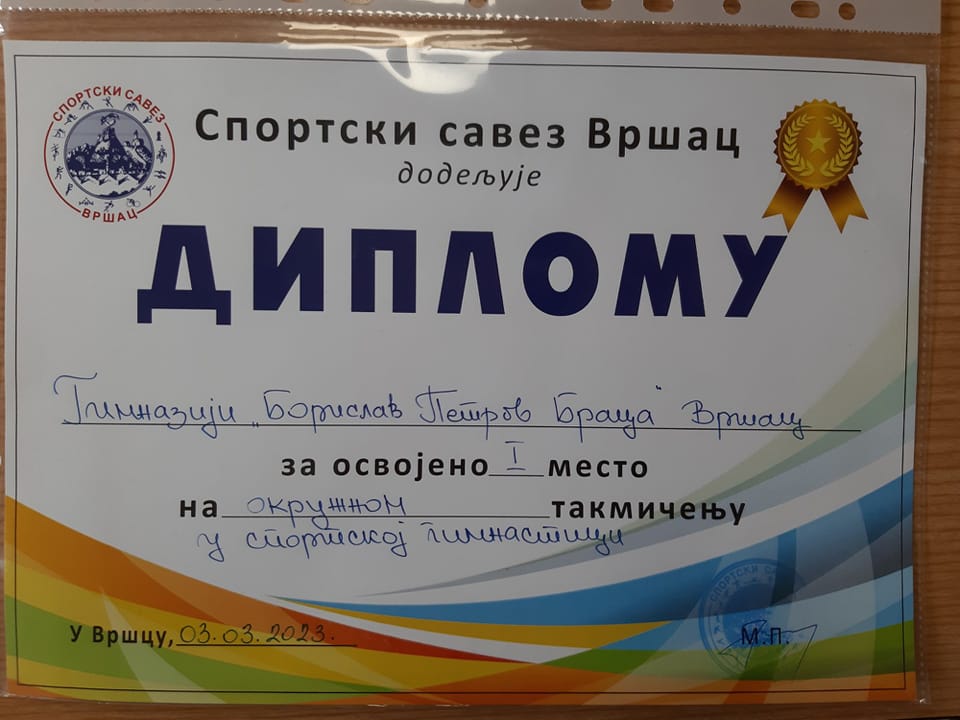 СПОРТСКИ САВЕЗ
ВРШАЦ
Спортски савез Вршац
додељује
ДИПЛОМУ
Гимназији „Борислав Петров Браца" Вршац
за освојено I место
на окружном такмичењу
у спортској гимнастици
У Вршцу, 03.03.2023.
М.П.
СПОРТСКИ